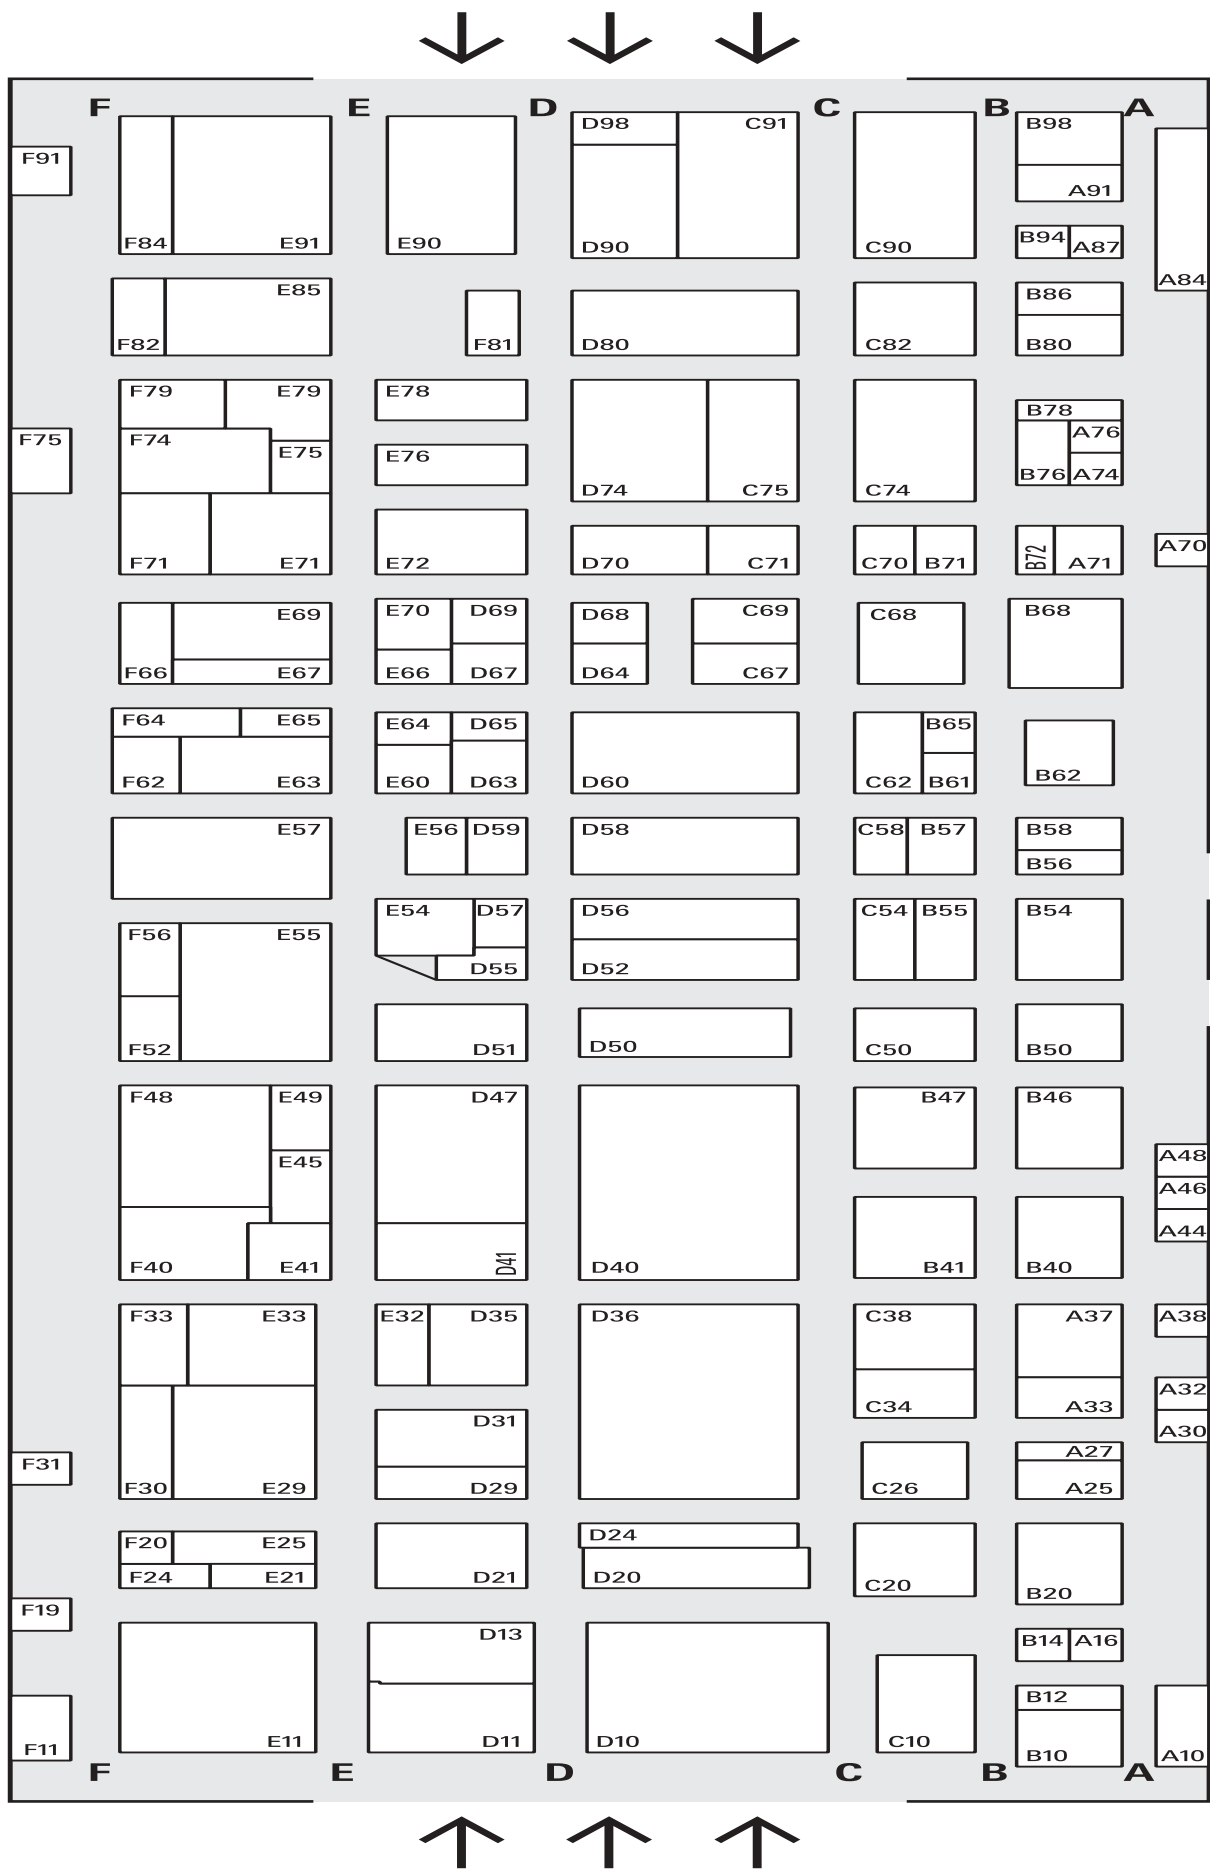 F E D C B A
F91 D98 C91 B98
A91
F84 E91 E90 D90 C90 B94 A87
A84
E85 B86
F82 F81 D80 C82 B80
F79 E79 E78
B78
F75 F74 E75 E76 A76
D74 C75 C74 B76 A74
A70
F71 E71 E72 D70 C71 C70 B71 B72 A71
E69 E70 D69 D68 C69 C68 B68
F66 E67 E66 D67 D64 C67
F64 E65 E64 D65 B65
F62 E63 E60 D63 D60 C62 B61 B62
E57 E56 D59 D58 C58 B57 B58
B56
E54 D57 D56 C54 B55 B54
F56 E55
D55 D52
F52 D51 D50 C50 B50
F48 E49 D47 B47 B46
E45 A48
A46
A44
F40 E41 D41 D40 B41 B40
F33 E33 E32 D35 D36 C38 A37 A38
A32
C34 A33
D31 A30
F31 A27
F30 E29 D29 C26 A25
D24
F20 E25
F24 E21 D21 D20 C20 B20
F19
D13 B14 A16
B12
F11 E11 D11 D10 C10 B10 A10
F E D C B A